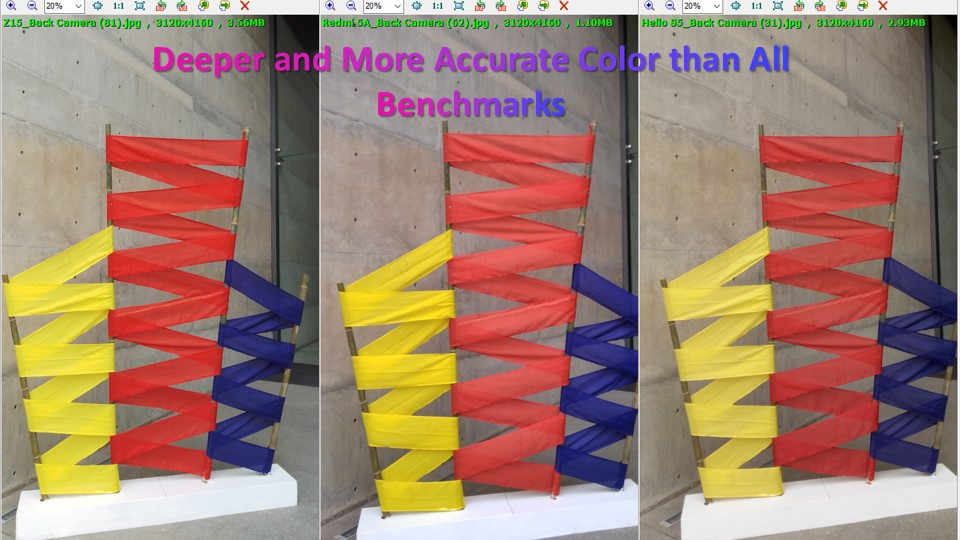 20% 1:1 20% 1:1 20% 1:1
Z15_Back Camera (81).jpg , 3120x4160 , 3.56MB Redmi 5A_Back Camera (62).jpg , 3120x4160 , 1.10MB Hello S5_Back Camera (31).jpg , 3120x4160 , 2.93MB
Deeper and More Accurate Color than All
Benchmarks